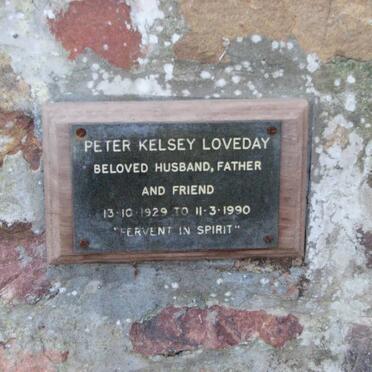 PETER KELSEY LOVEDAY
BELOVED HUSBAND, FATHER
AND FRIEND
13·10·1929 TO 11·3·1990
"FERVENT IN SPIRIT"